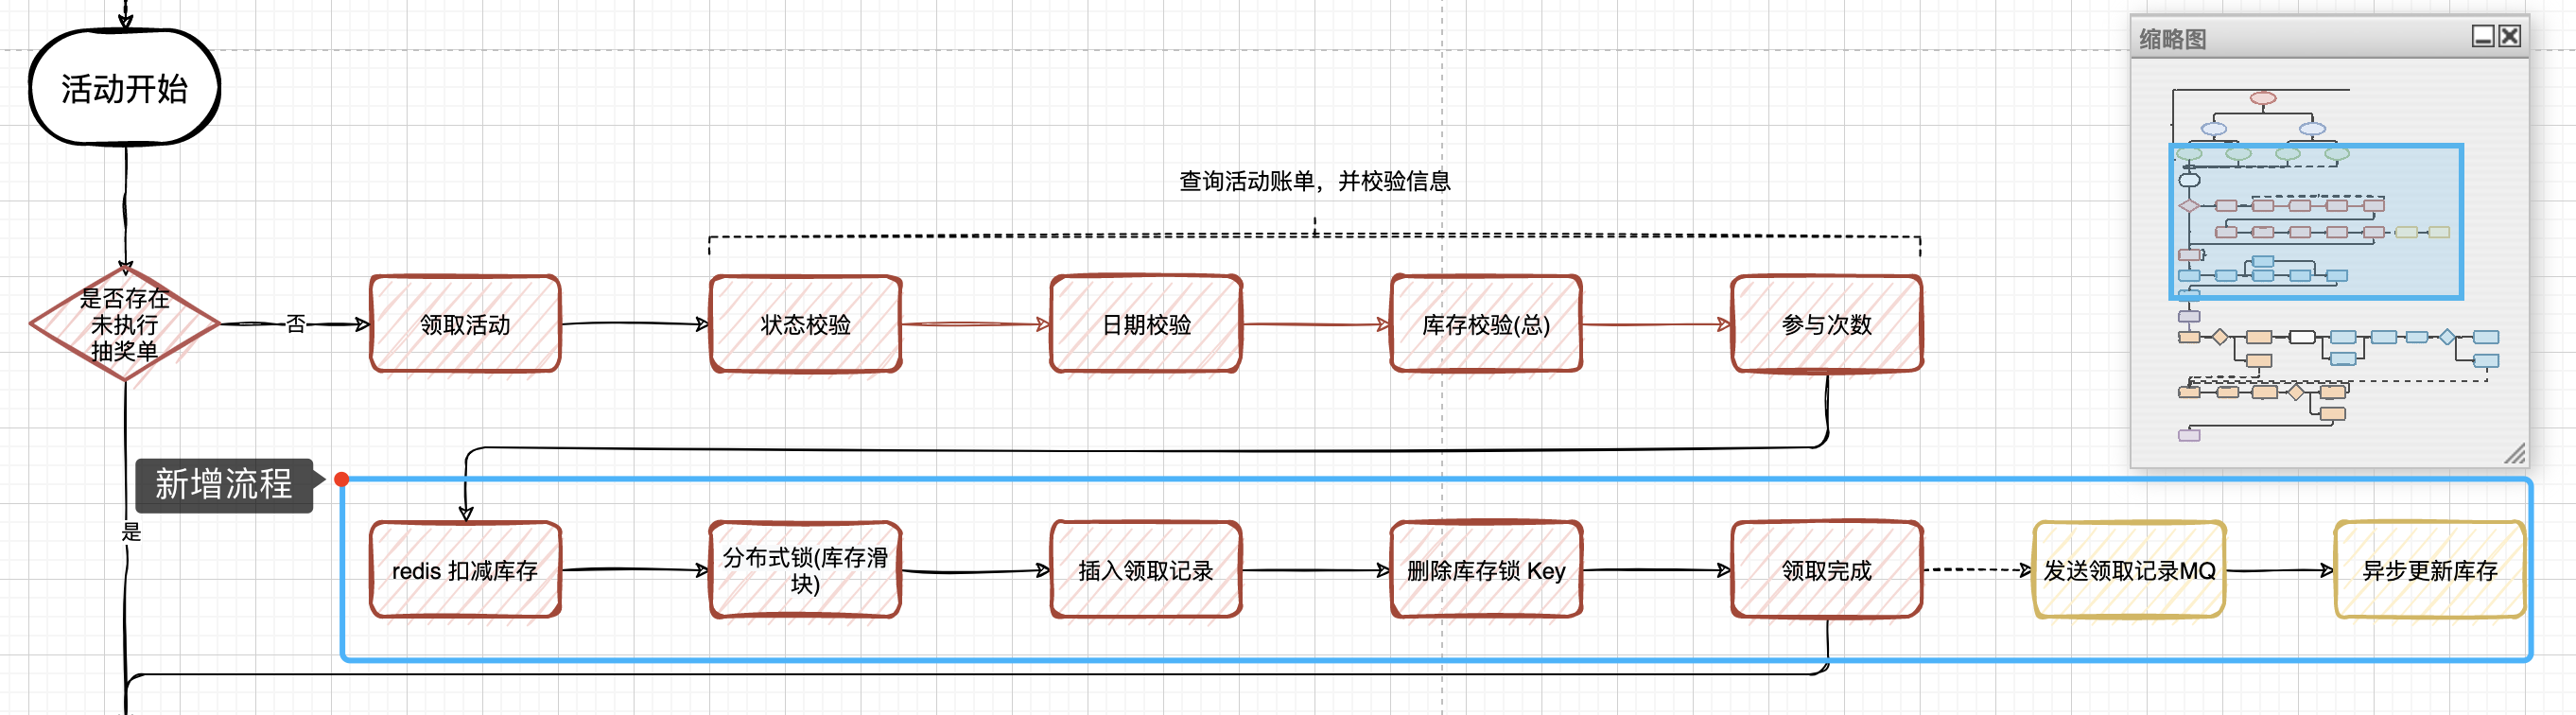 活动开始
缩略图
查询活动账单，并校验信息
是否存在
未执行
抽奖单
否
领取活动
状态校验
日期校验
库存校验(总)
参与次数
新增流程
是
redis 扣减库存
分布式锁(库存滑
块)
插入领取记录
删除库存锁 Key
领取完成
发送领取记录MQ
异步更新库存